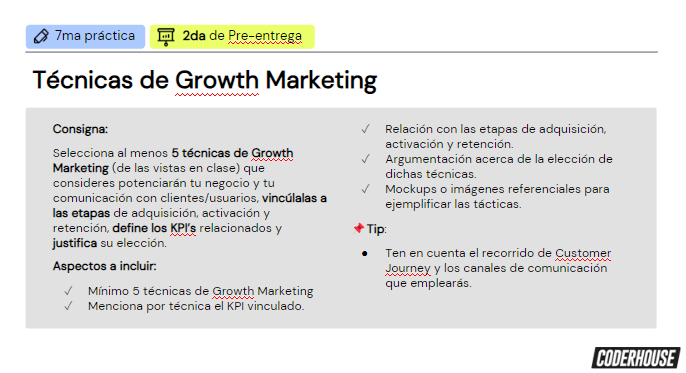 7ma práctica
2da de Pre-entrega
Técnicas de Growth Marketing
Consigna:
Selecciona al menos 5 técnicas de Growth
Marketing (de las vistas en clase) que
consideres potenciarán tu negocio y tu
comunicación con clientes/usuarios, vincúlalas a
las etapas de adquisición, activación y
retención, define los KPI's relacionados y
justifica su elección.
Aspectos a incluir:
✓ Mínimo 5 técnicas de Growth Marketing
✓ Menciona por técnica el KPI vinculado.
✓ Relación con las etapas de adquisición,
activación y retención.
✓ Argumentación acerca de la elección de
dichas técnicas.
✓ Mockups o imágenes referenciales para
ejemplificar las tácticas.
📌 Tip:
● Ten en cuenta el recorrido de Customer
Journey y los canales de comunicación
que emplearás.
CODERHOUSE